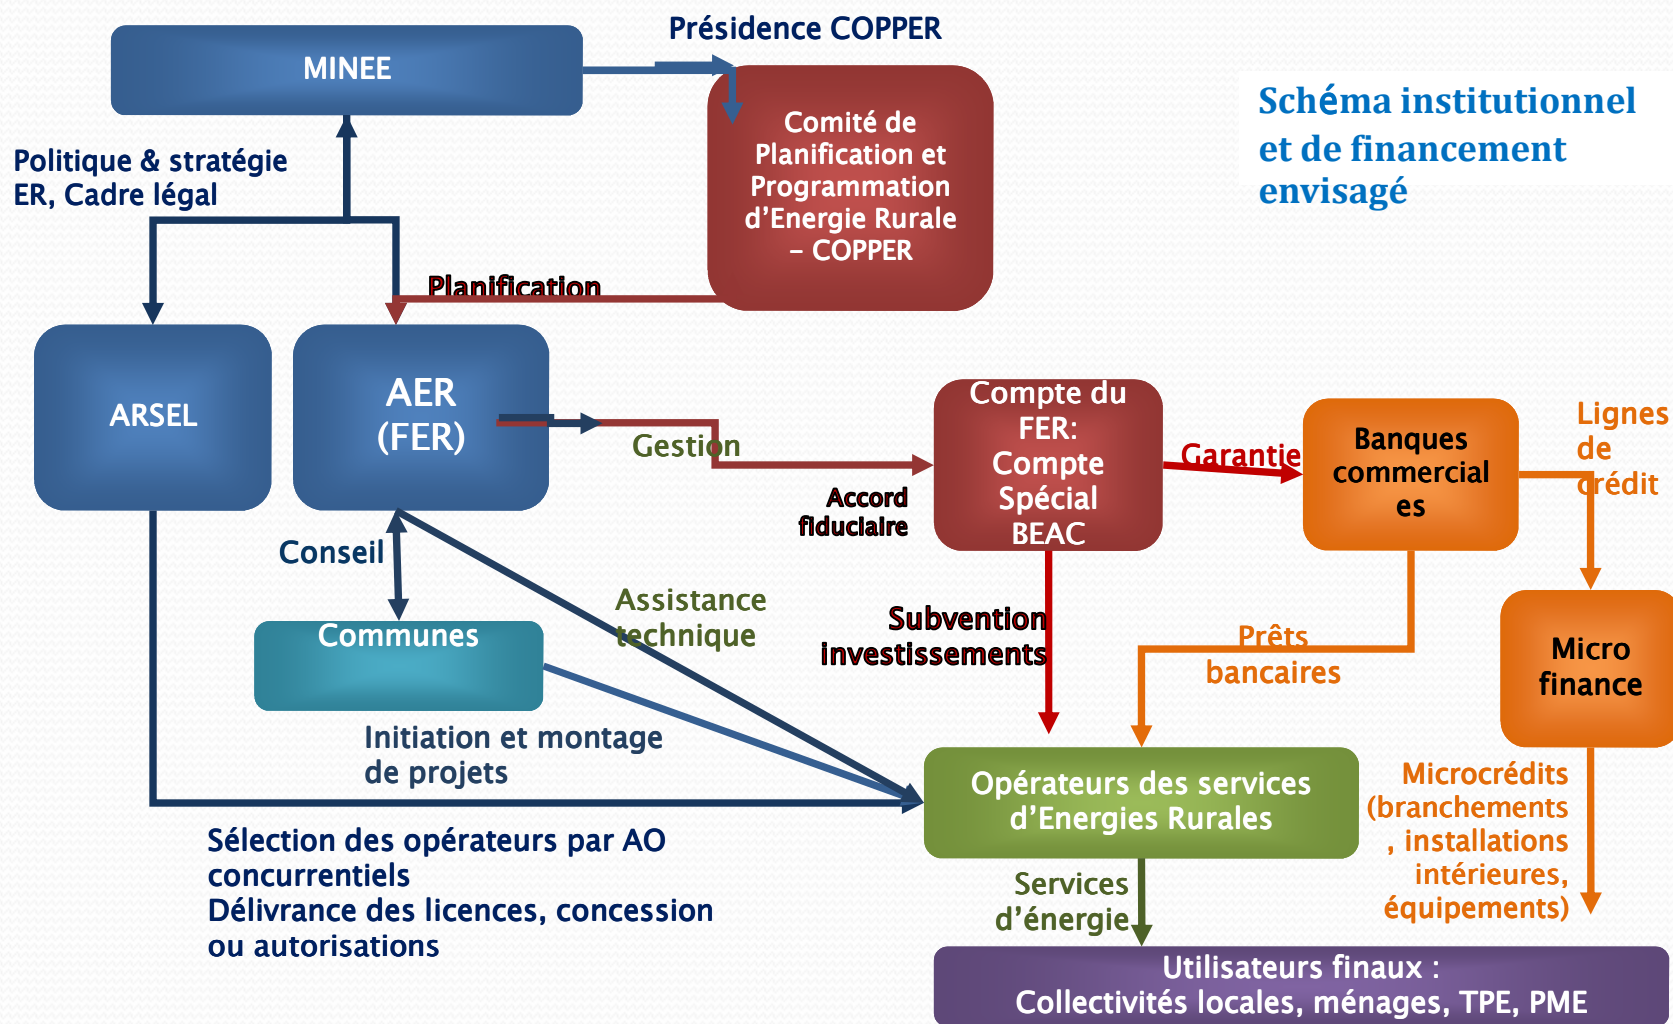 Présidence COPPER
MINEE
Schéma institutionnel
et de financement
envisagé
Comité de
Planification et
Programmation
d’Energie Rurale
– COPPER
Politique & stratégie
ER, Cadre légal
Planification
ARSEL
AER
(FER)
Gestion
Accord
fiduciaire
Compte du
FER:
Compte
Spécial
BEAC
Garantie
Banques
commercial
es
Lignes
de
crédit
Conseil
Communes
Assistance
technique
Subvention
investissements
Prêts
bancaires
Micro
finance
Initiation et montage
de projets
Opérateurs des services
d’Energies Rurales
Microcrédits
(branchements
, installations
intérieures,
équipements)
Sélection des opérateurs par AO
concurrentiels
Délivrance des licences, concession
ou autorisations
Services
d’énergie
Utilisateurs finaux :
Collectivités locales, ménages, TPE, PME